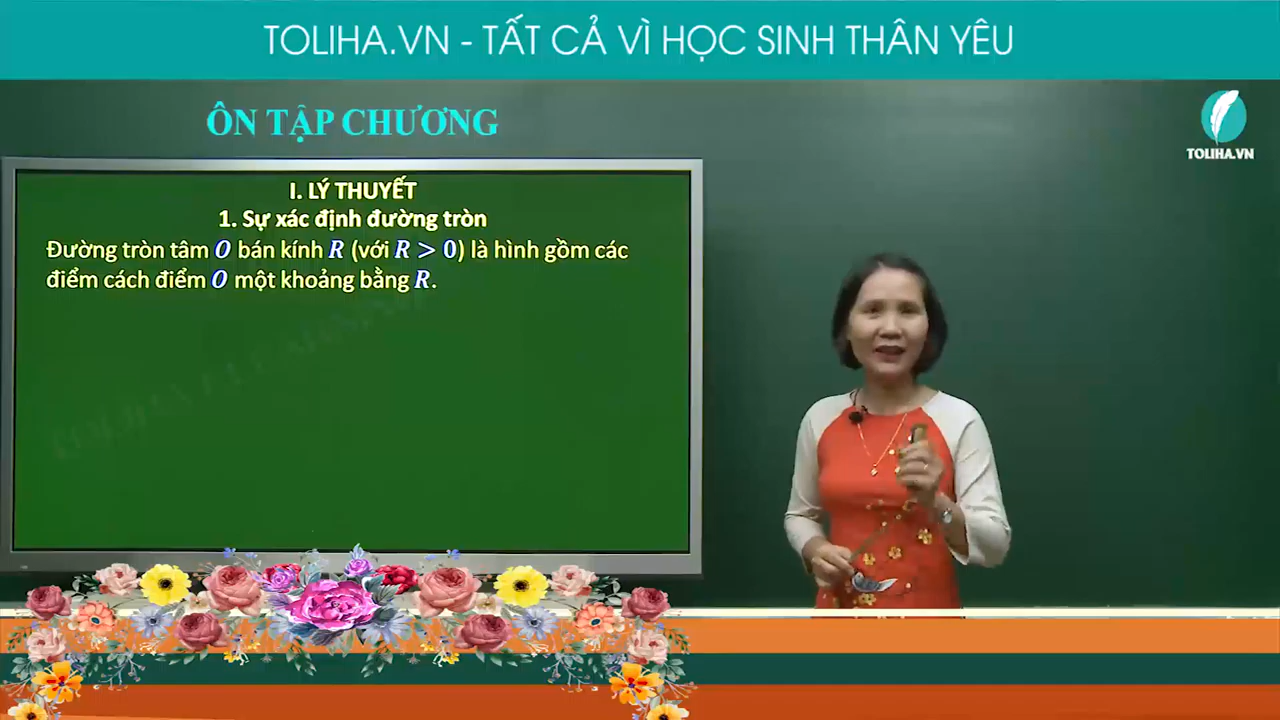 TOLIHA.VN - TẤT CẢ VÌ HỌC SINH THÂN YÊU
ÔN TẬP CHƯƠNG
TOLIHA.VN
I. LÝ THUYẾT
1. Sự xác định đường tròn
Đường tròn tâm O bán kính R (với R > 0) là hình gồm các
điểm cách điểm O một khoảng bằng R.